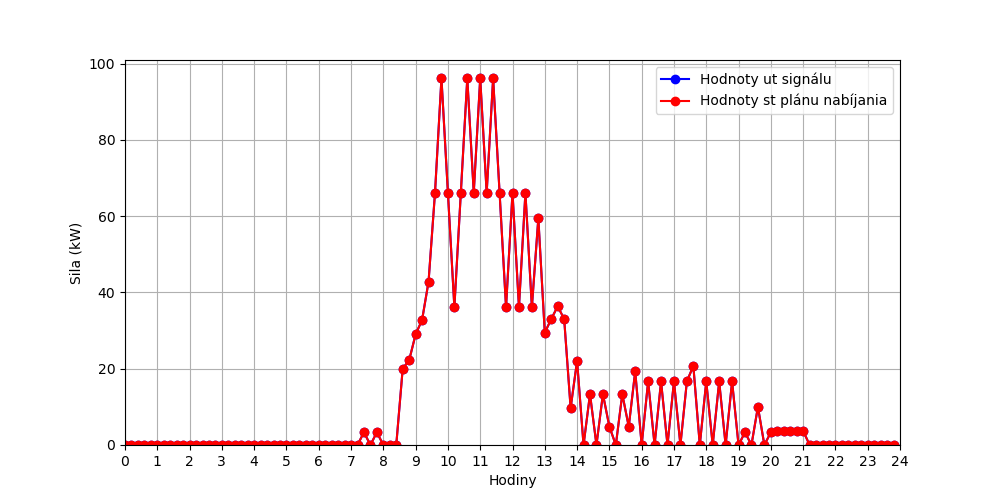 Hodnoty ut signálu
Hodnoty st plánu nabíjania
100
80
60
40
20
0
Sila (kW)
0 1 2 3 4 5 6 7 8 9 10 11 12 13 14 15 16 17 18 19 20 21 22 23 24
Hodiny